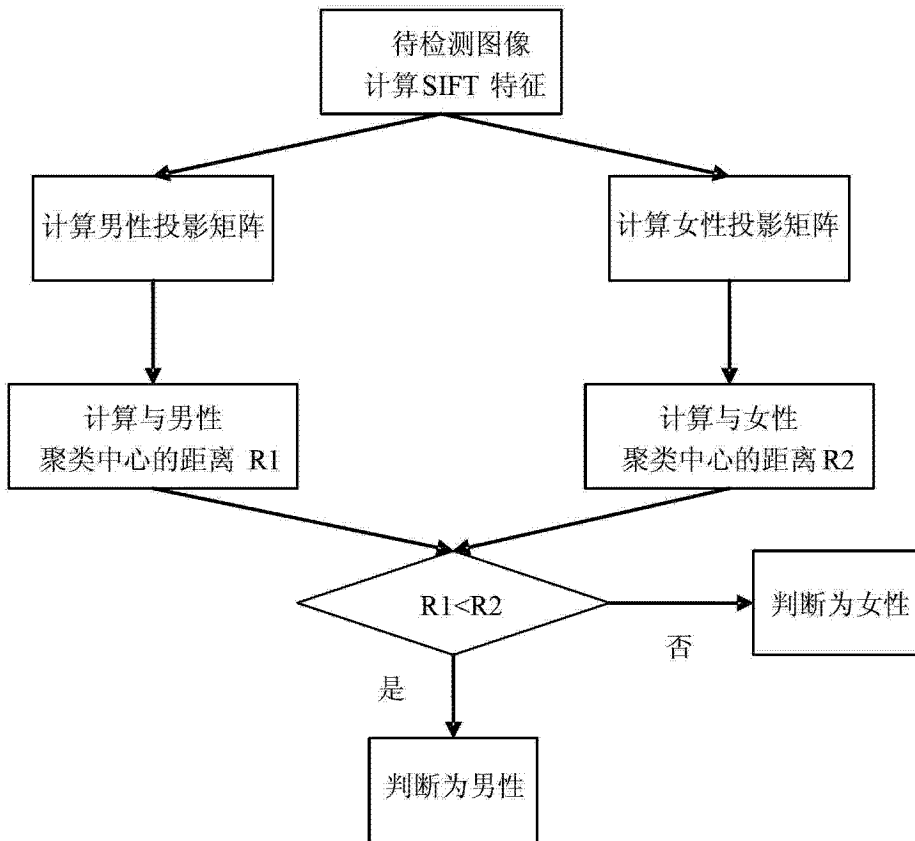 待检测图像
计算SIFT 特征
计算男性投影矩阵
计算女性投影矩阵
计算与男性
聚类中心的距离 R1
计算与女性
聚类中心的距离R2
R1<R2
判断为女性
否
是
判断为男性